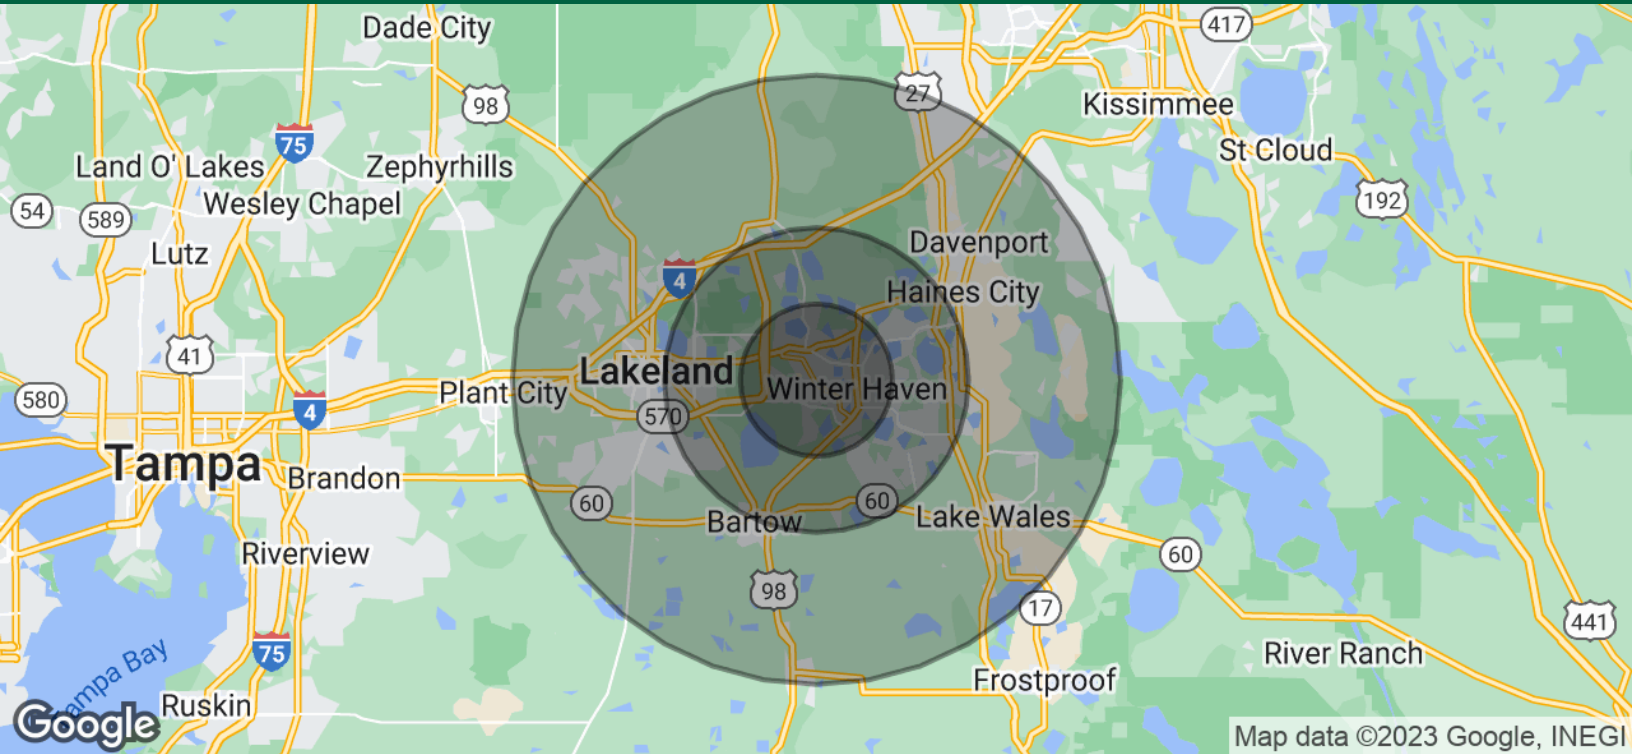 Dade City
417
27
98
Kissimmee
75
St Cloud
Land O' Lakes
Zephyrhills
192
54
589
Wesley Chapel
Lutz
Davenport
4
Haines City
41
Lakeland
Plant City
Winter Haven
580
4
570
Tampa
Brandon
60
60
Bartow
Lake Wales
Riverview
60
98
17
441
75
River Ranch
Frostproof
Tampa Bay
Ruskin
Google
Map data ©2023 Google, INEGI